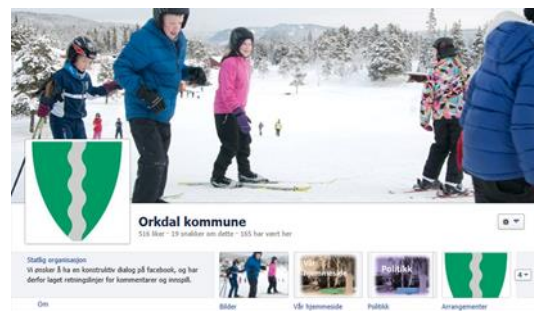 Orkdal kommune
516 liker · 19 snakker om dette · 165 har vært her
Statlig organisasjon
Vi ønsker å ha en konstruktiv dialog på facebook, og har
derfor laget retningslinjer for kommentarer og innspill.
Om
Vår
hjemmeside
Politikk
4
Bilder
Vår hjemmeside
Politikk
Arrangementer